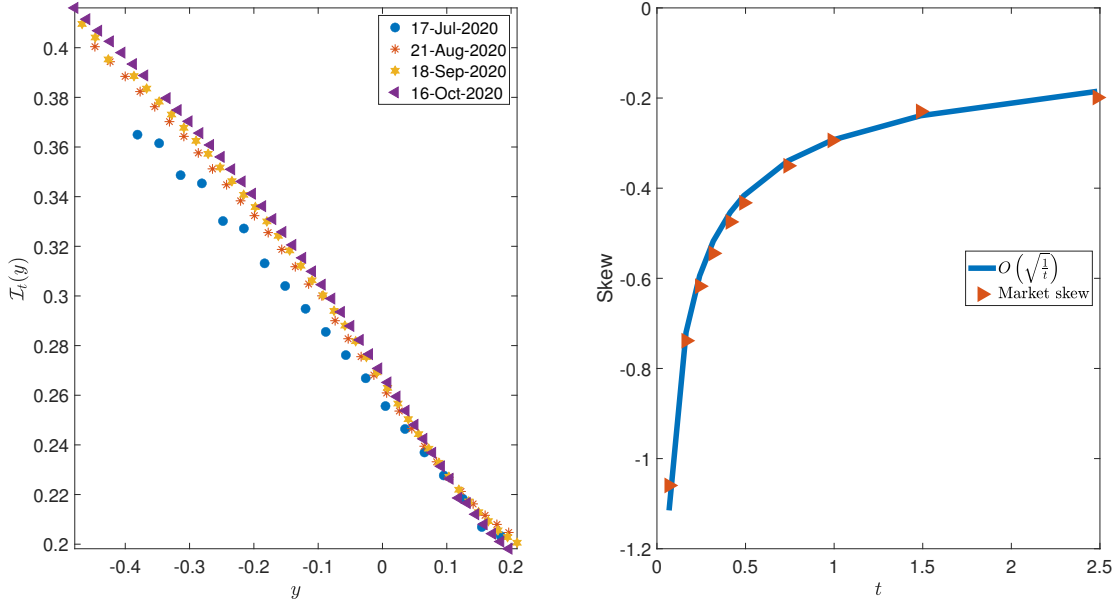 17-Jul-2020
21-Aug-2020
18-Sep-2020
16-Oct-2020
0.4
0.38
0.36
0.34
0.32
0.3
0.28
0.26
0.24
0.22
0.2
-0.4 -0.3 -0.2 -0.1 0 0.1 0.2
y
I_t(y)
0
-0.2
-0.4
-0.6
-0.8
-1
-1.2
0 0.5 1 1.5 2 2.5
t
Skew
O(√(1/t))
Market skew